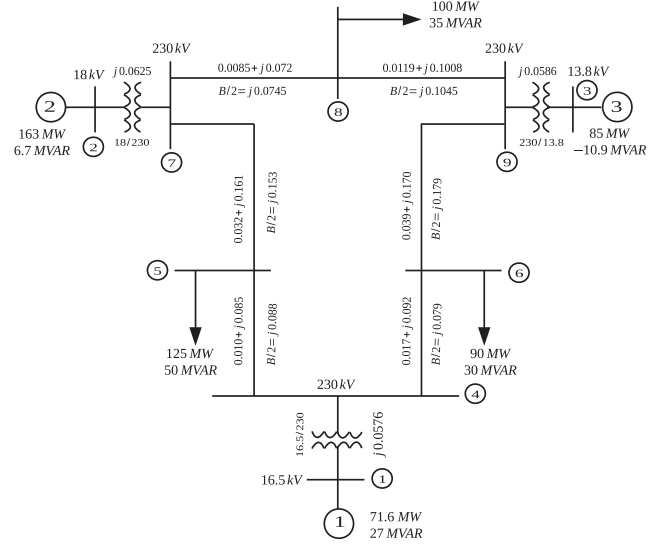 100 MW
35 MVAR
230 kV
230 kV
0.0085+ j 0.072
0.0119+ j 0.1008
j 0.0625
j 0.0586
18 kV
13.8 kV
B/2= j 0.0745
B/2= j 0.1045
3
2
8
3
163 MW
18/230
230/13.8
85 MW
6.7 MVAR
2
7
9
−10.9 MVAR
0.032+ j 0.161
B/2= j 0.153
0.039+ j 0.170
B/2= j 0.179
5
6
0.010+ j 0.085
B/2= j 0.088
0.017+ j 0.092
B/2= j 0.079
125 MW
50 MVAR
90 MW
30 MVAR
230 kV
4
16.5/230
j 0.0576
16.5 kV
1
1
71.6 MW
27 MVAR